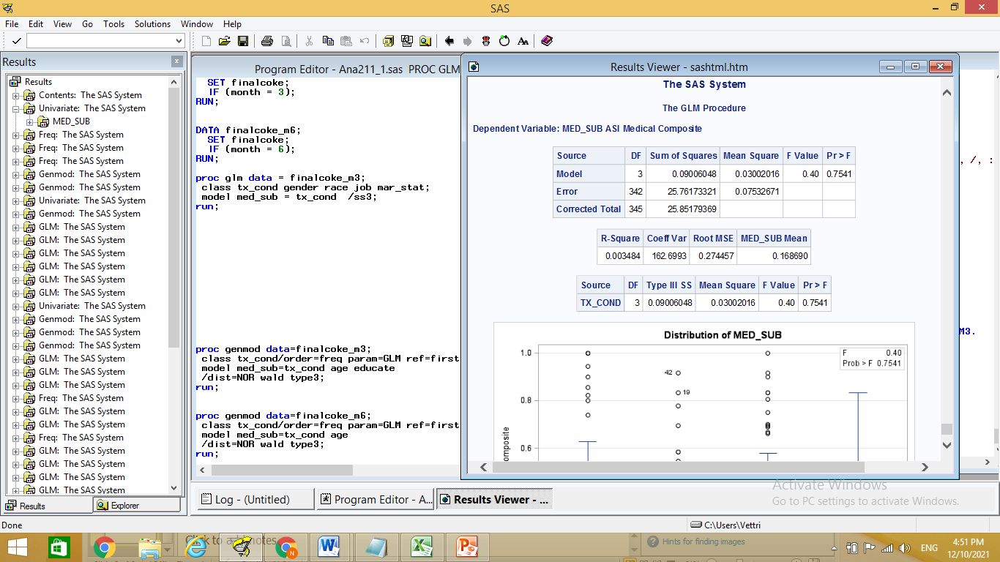 SAS
File Edit View Go Tools Solutions Window Help
Results
Results
Contents: The SAS System
Univariate: The SAS System
MED_SUB
Freq: The SAS System
Freq: The SAS System
Freq: The SAS System
Genmod: The SAS System
Genmod: The SAS System
Univariate: The SAS System
Genmod: The SAS System
GLM: The SAS System
GLM: The SAS System
GLM: The SAS System
GLM: The SAS System
GLM: The SAS System
GLM: The SAS System
Univariate: The SAS System
Genmod: The SAS System
Genmod: The SAS System
Genmod: The SAS System
GLM: The SAS System
GLM: The SAS System
GLM: The SAS System
Freq: The SAS System
GLM: The SAS System
GLM: The SAS System
Freq: The SAS System
GLM: The SAS System
GLM: The SAS System
GLM: The SAS System
GLM: The SAS System
Results Explorer
Program Editor - Ana211_1.sas PROC GLM
SET finalcoke;
IF (month = 3);
RUN;
DATA finalcoke_m6;
SET finalcoke;
IF (month = 6);
RUN;
proc glm data = finalcoke_m3;
class tx_cond gender race job mar_stat;
model med_sub = tx_cond /ss3;
run;
proc genmod data=finalcoke_m3;
class tx_cond/order=freq param=GLM ref=first
model med_sub=tx_cond age educate
/dist=NOR wald type3;
run;
proc genmod data=finalcoke_m6;
class tx_cond/order=freq param=GLM ref=first
model med_sub=tx_cond age
/dist=NOR wald type3;
run;
Results Viewer - sashtml.htm
The SAS System
The GLM Procedure
Dependent Variable: MED_SUB ASI Medical Composite
Source DF Sum of Squares Mean Square F Value Pr > F
Model 3 0.09006048 0.03002016 0.40 0.7541
Error 342 25.76173321 0.07532671
Corrected Total 345 25.85179369
R-Square Coeff Var Root MSE MED_SUB Mean
0.003484 162.6993 0.274457 0.168690
Source DF Type III SS Mean Square F Value Pr > F
TX_COND 3 0.09006048 0.03002016 0.40 0.7541
Distribution of MED_SUB
F 0.40
Prob > F 0.7541
1.0
42
19
0.8
0.6
omposite
, /, :
M3.
Log - (Untitled) Program Editor - A... Results Viewer - ...
Activate Windows
Go to PC settings to activate Windows.
Done C:\Users\Vettri
Click to add notes
Hints for finding images
ENG
4:51 PM
12/10/2021